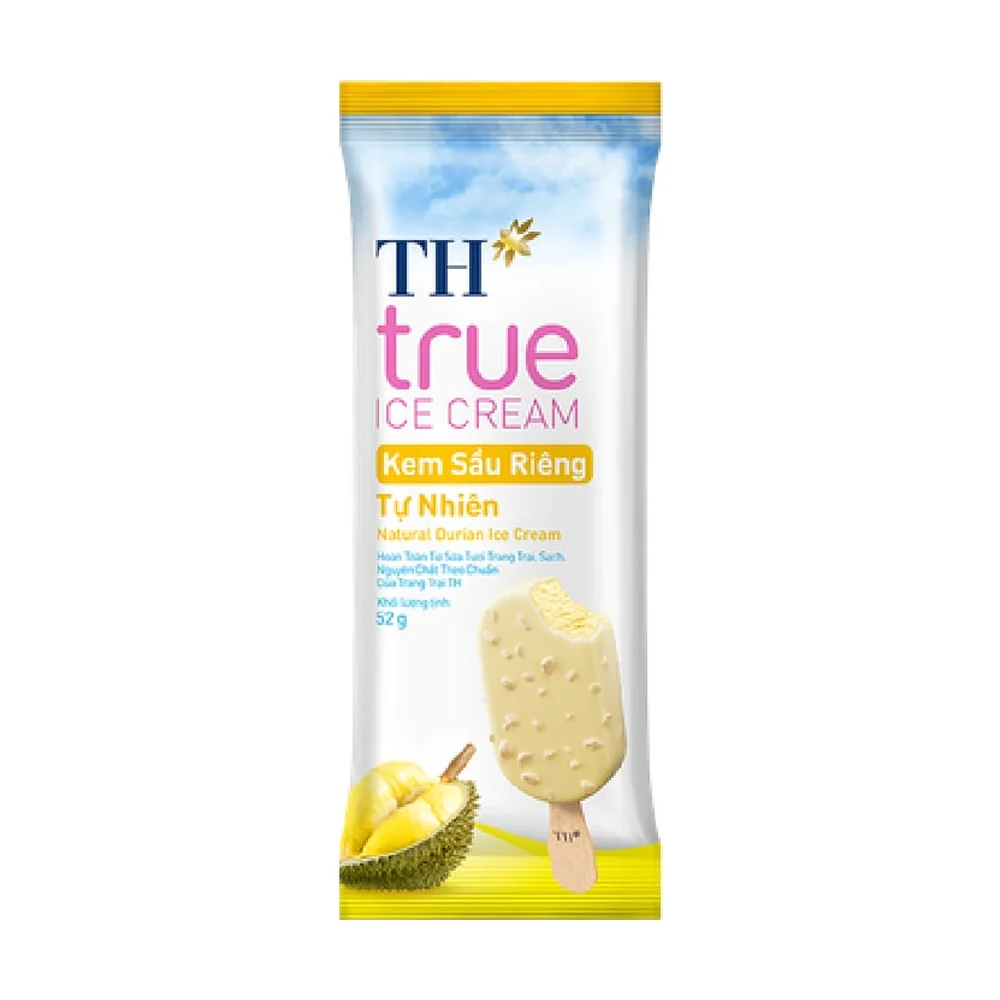 TH
true
ICE CREAM
Kem Sầu Riêng
Tự Nhiên
Natural Durian Ice Cream
Hoàn Toàn Từ Sữa Tươi Trang Trại, Sạch,
Nguyên Chất Theo Chuẩn
Của Trang Trại TH
Khối lượng tịnh:
52 g
TH